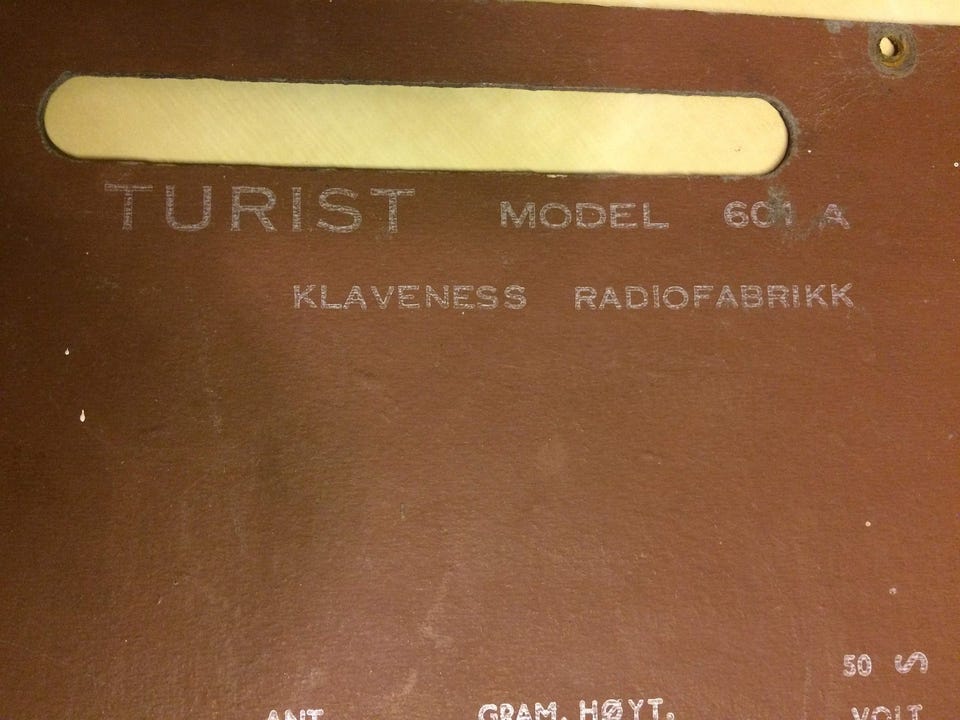 TURIST MODEL 601 A
KLAVENESS RADIOFABRIKK
50 ∿
ANT. GRAM. HØYT. VOLT